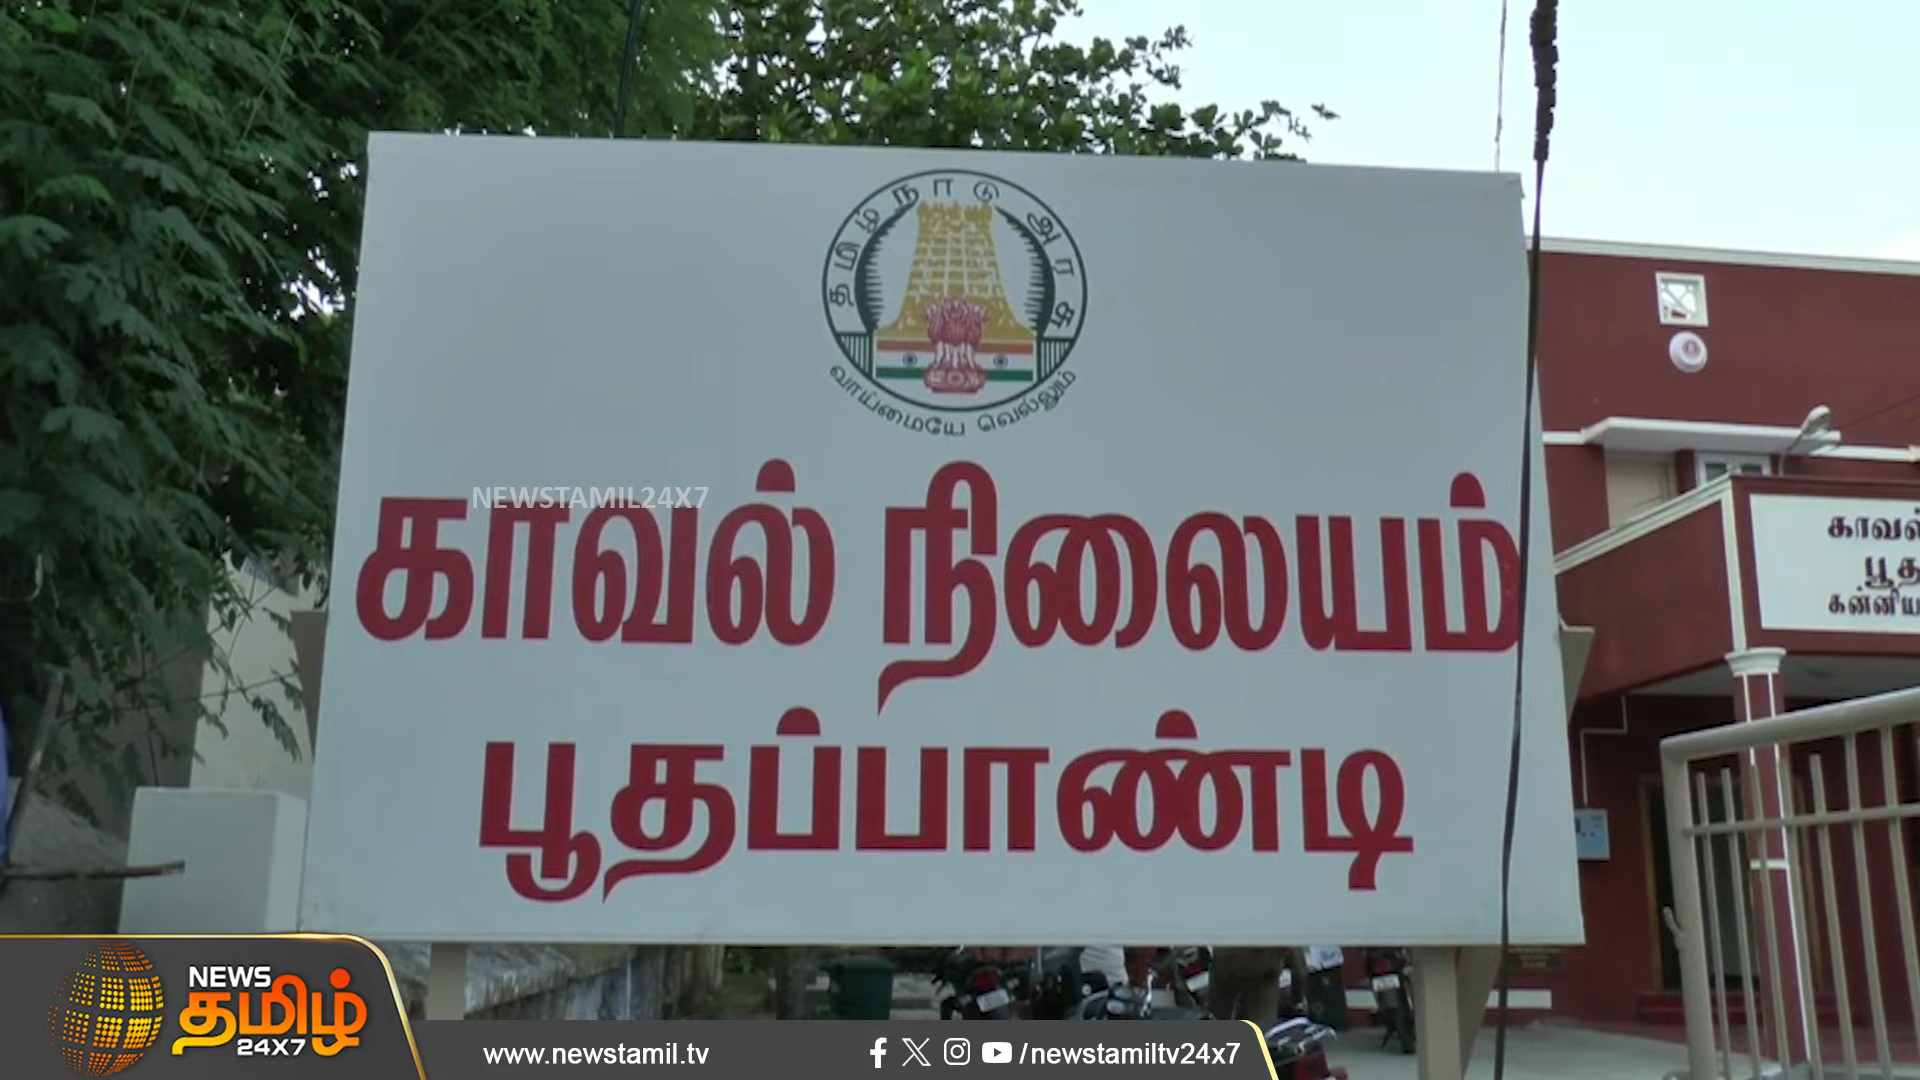 தமிழ்நாடு அரசு
வாய்மையே வெல்லும்
காவல் நிலையம்
NEWSTAMIL24X7
பூதப்பாண்டி
NEWS
தமிழ்
24X7
www.newstamil.tv
/newstamiltv24x7